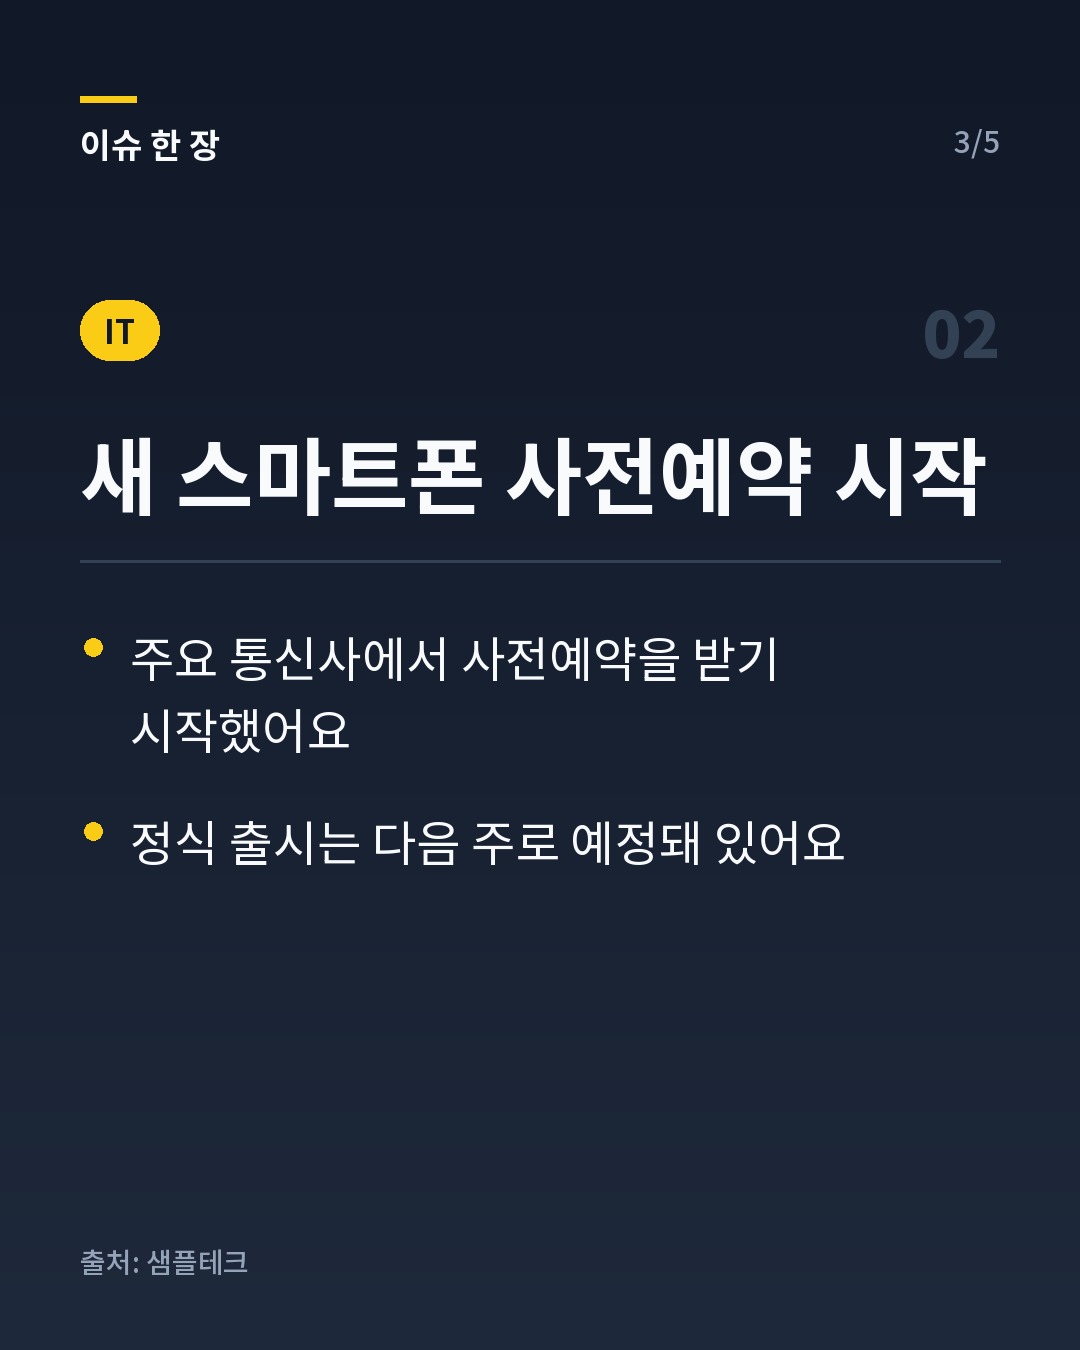 이슈 한 장
3/5
IT
02
새 스마트폰 사전예약 시작
주요 통신사에서 사전예약을 받기
시작했어요
정식 출시는 다음 주로 예정돼 있어요
출처: 샘플테크